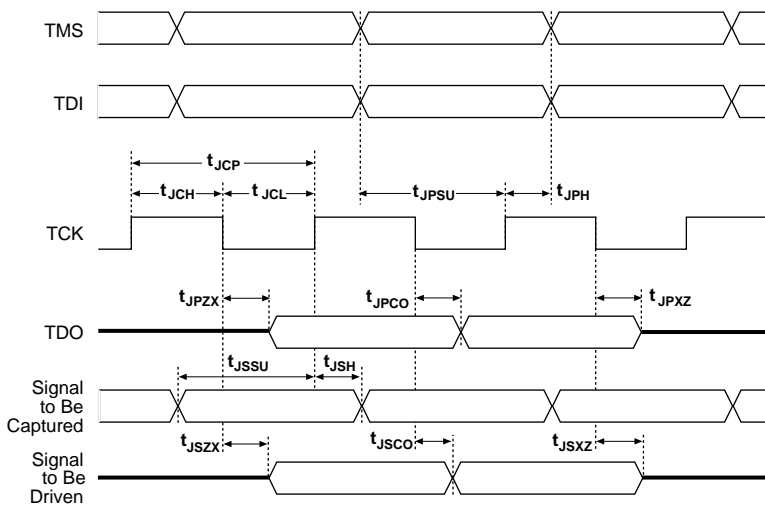 TMS
TDI
tJCP
tJCH
tJCL
tJPSU
tJPH
TCK
tJPZX
tJPCO
tJPXZ
TDO
tJSSU
tJSH
Signal
to Be
Captured
tJSZX
tJSCO
tJSXZ
Signal
to Be
Driven